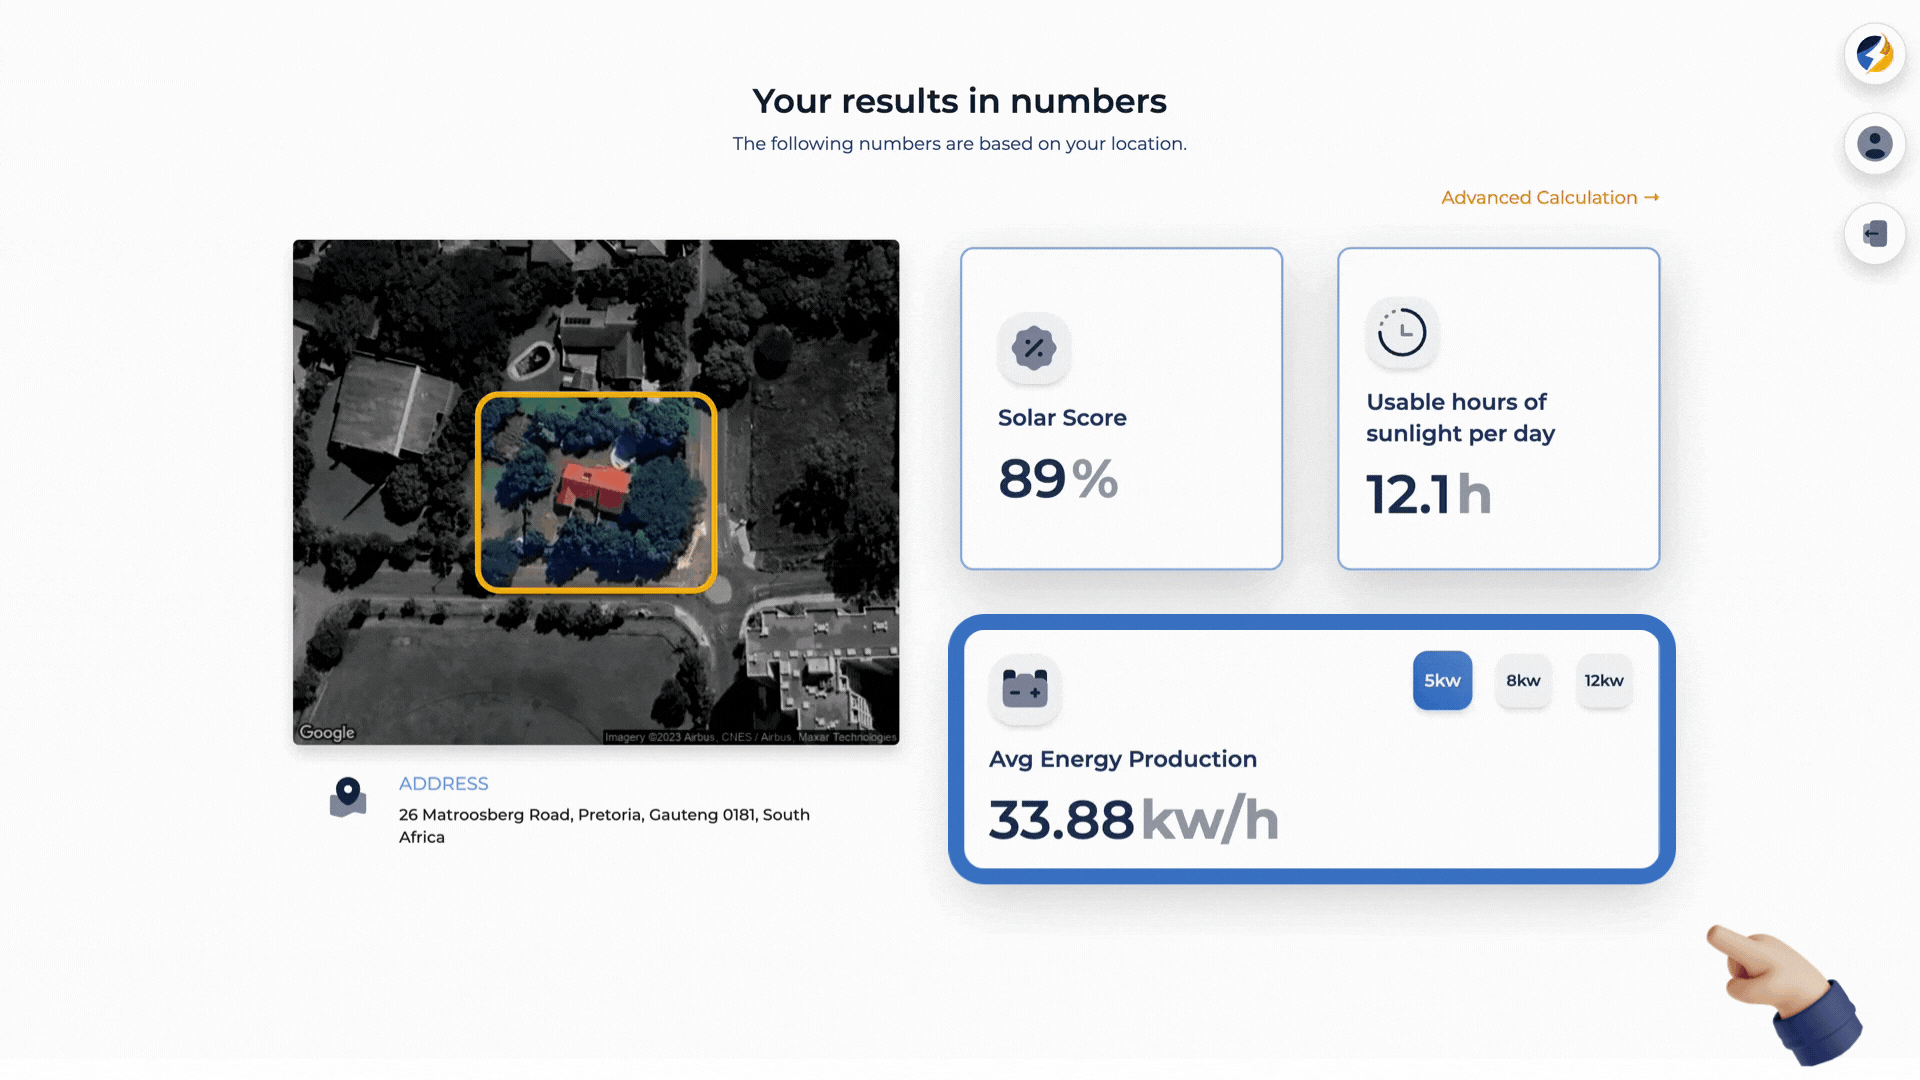 Your results in numbers
The following numbers are based on your location.
Advanced Calculation →
Solar Score
89%
Usable hours of
sunlight per day
12.1h
Google
Imagery ©2023 Airbus, CNES / Airbus, Maxar Technologies
5kw
8kw
12kw
Avg Energy Production
33.88kw/h
ADDRESS
26 Matroosberg Road, Pretoria, Gauteng 0181, South
Africa